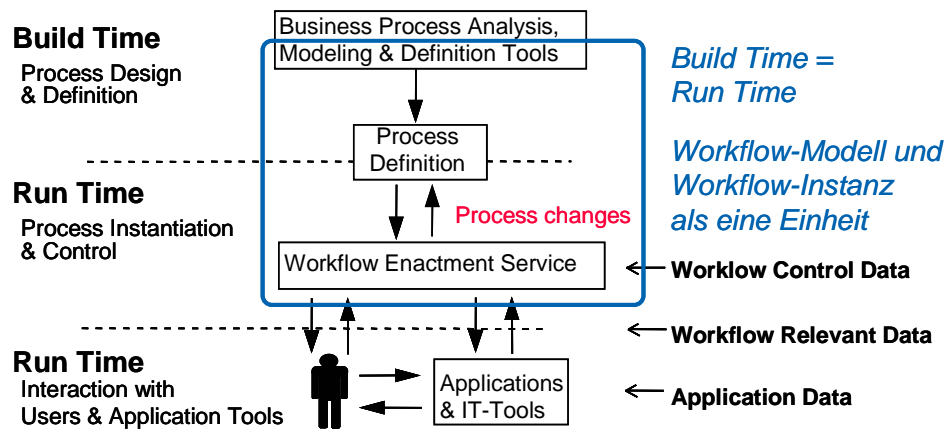 Business Process Analysis,
Modeling & Definition Tools
Build Time
Process Design
& Definition
Build Time =
Run Time
Process
Definition
Workflow-Modell und
Workflow-Instanz
als eine Einheit
Run Time
Process Instantiation
& Control
Process changes
Workflow Enactment Service
Worklow Control Data
Workflow Relevant Data
Run Time
Interaction with
Users & Application Tools
Applications
& IT-Tools
Application Data